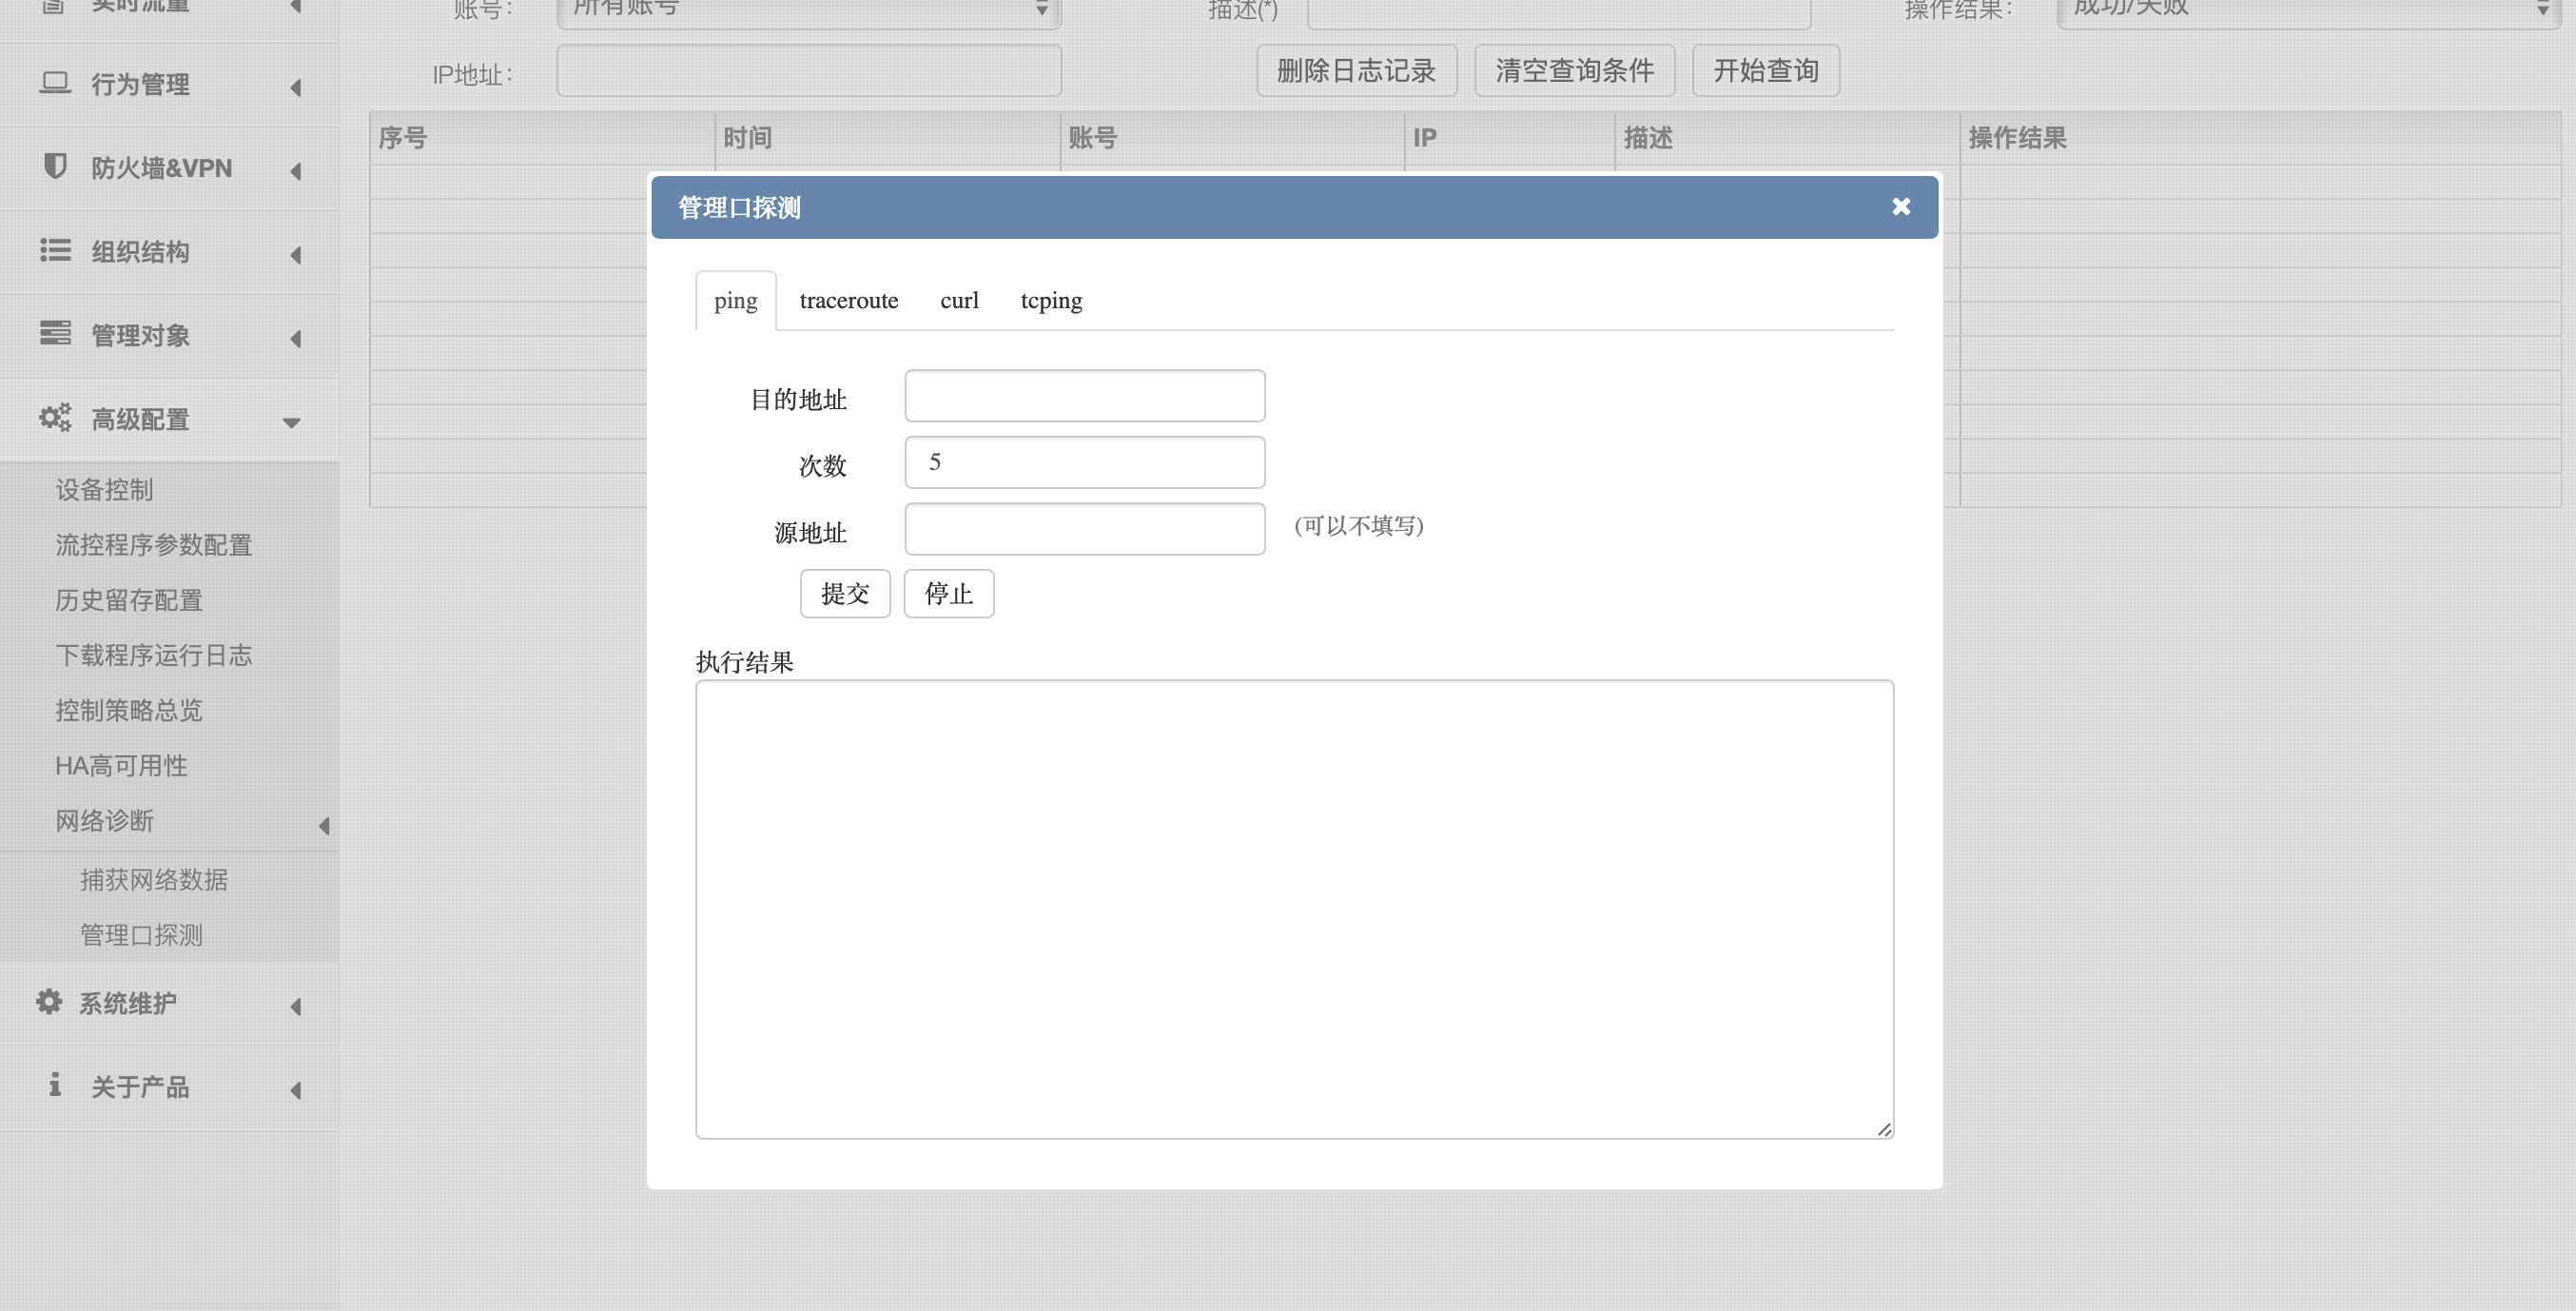 实时流量
行为管理
防火墙&VPN
组织结构
管理对象
高级配置
设备控制
流控程序参数配置
历史留存配置
下载程序运行日志
控制策略总览
HA高可用性
网络诊断
捕获网络数据
管理口探测
系统维护
关于产品
账号: 所有账号 描述(*) 操作结果: 成功/失败
IP地址: 删除日志记录 清空查询条件 开始查询
序号 时间 账号 IP 描述 操作结果
管理口探测
ping traceroute curl tcping
目的地址
次数 5
源地址 (可以不填写)
提交 停止
执行结果